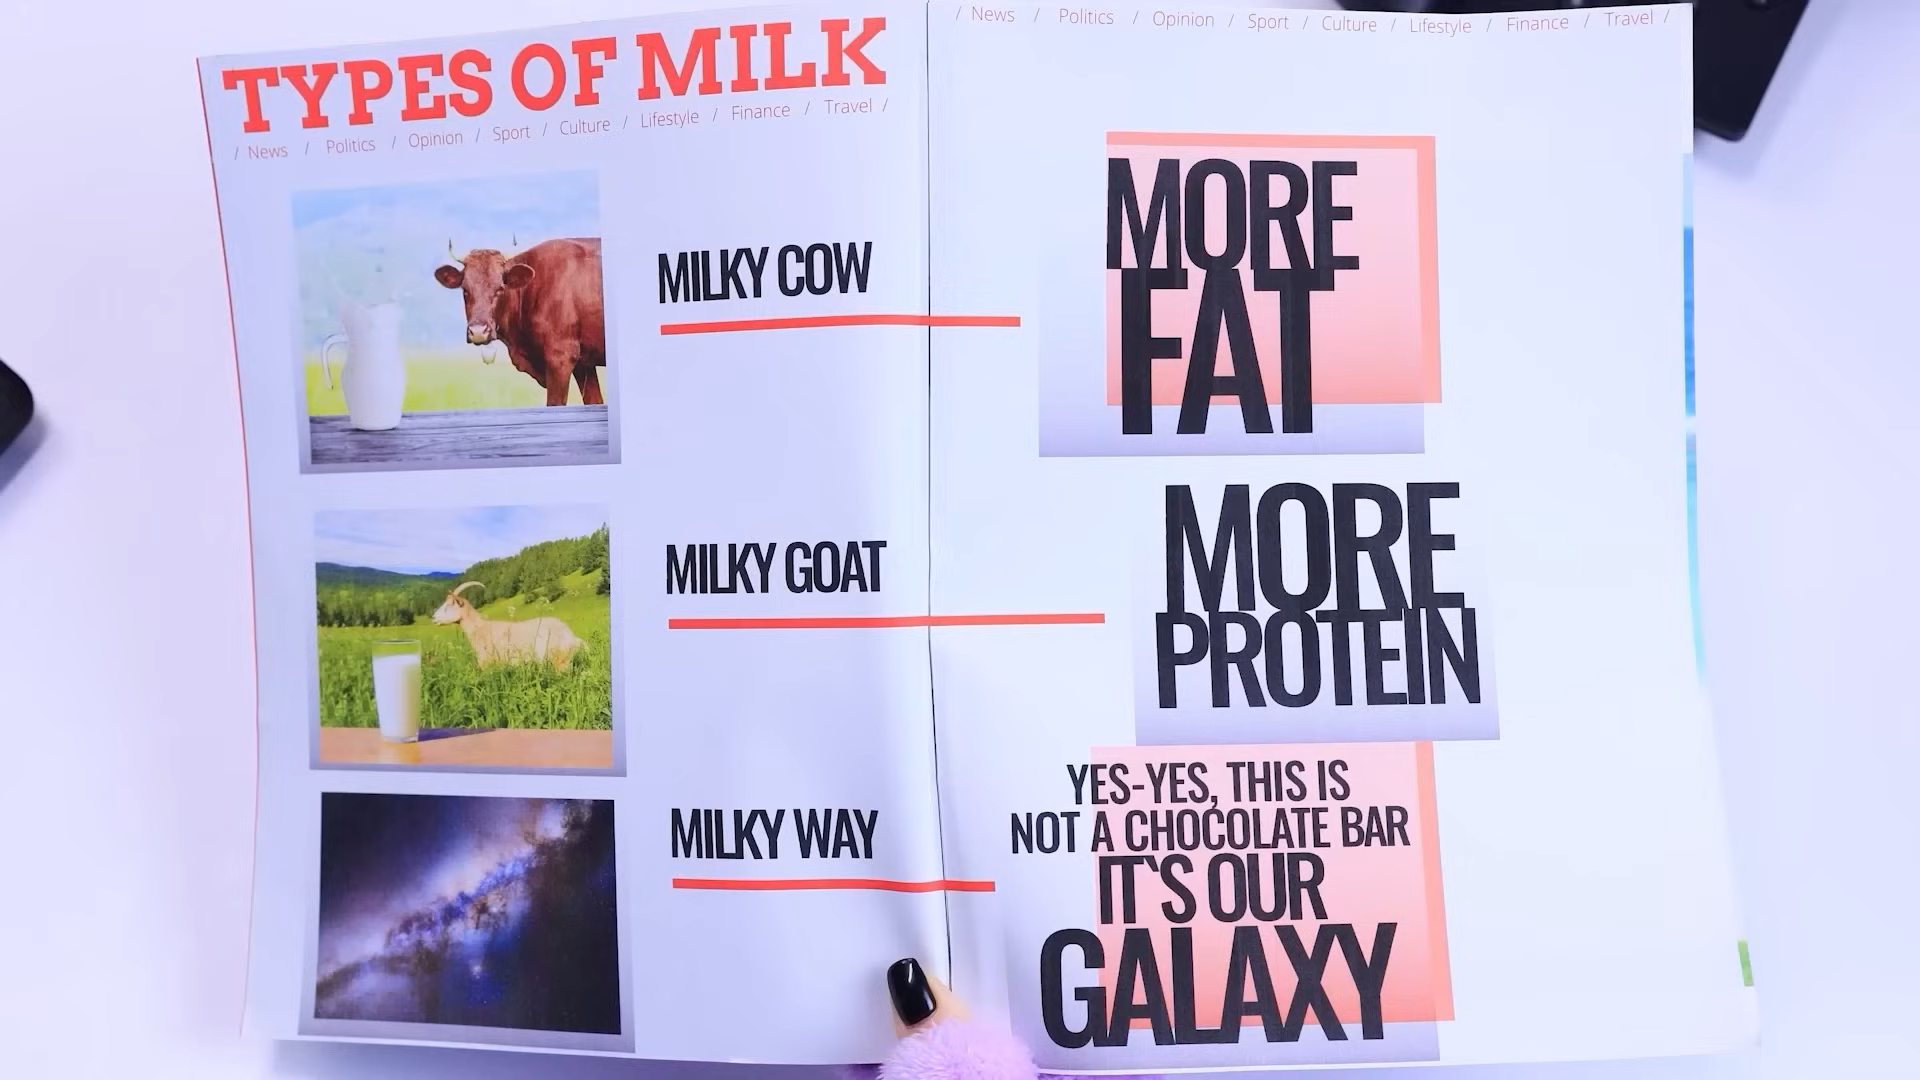 TYPES OF MILK
/ News / Politics / Opinion / Sport / Culture / Lifestyle / Finance / Travel /
MILKY COW
MILKY GOAT
MILKY WAY
/ News / Politics / Opinion / Sport / Culture / Lifestyle / Finance / Travel /
MORE
FAT
MORE
PROTEIN
YES-YES, THIS IS
NOT A CHOCOLATE BAR
IT`S OUR
GALAXY